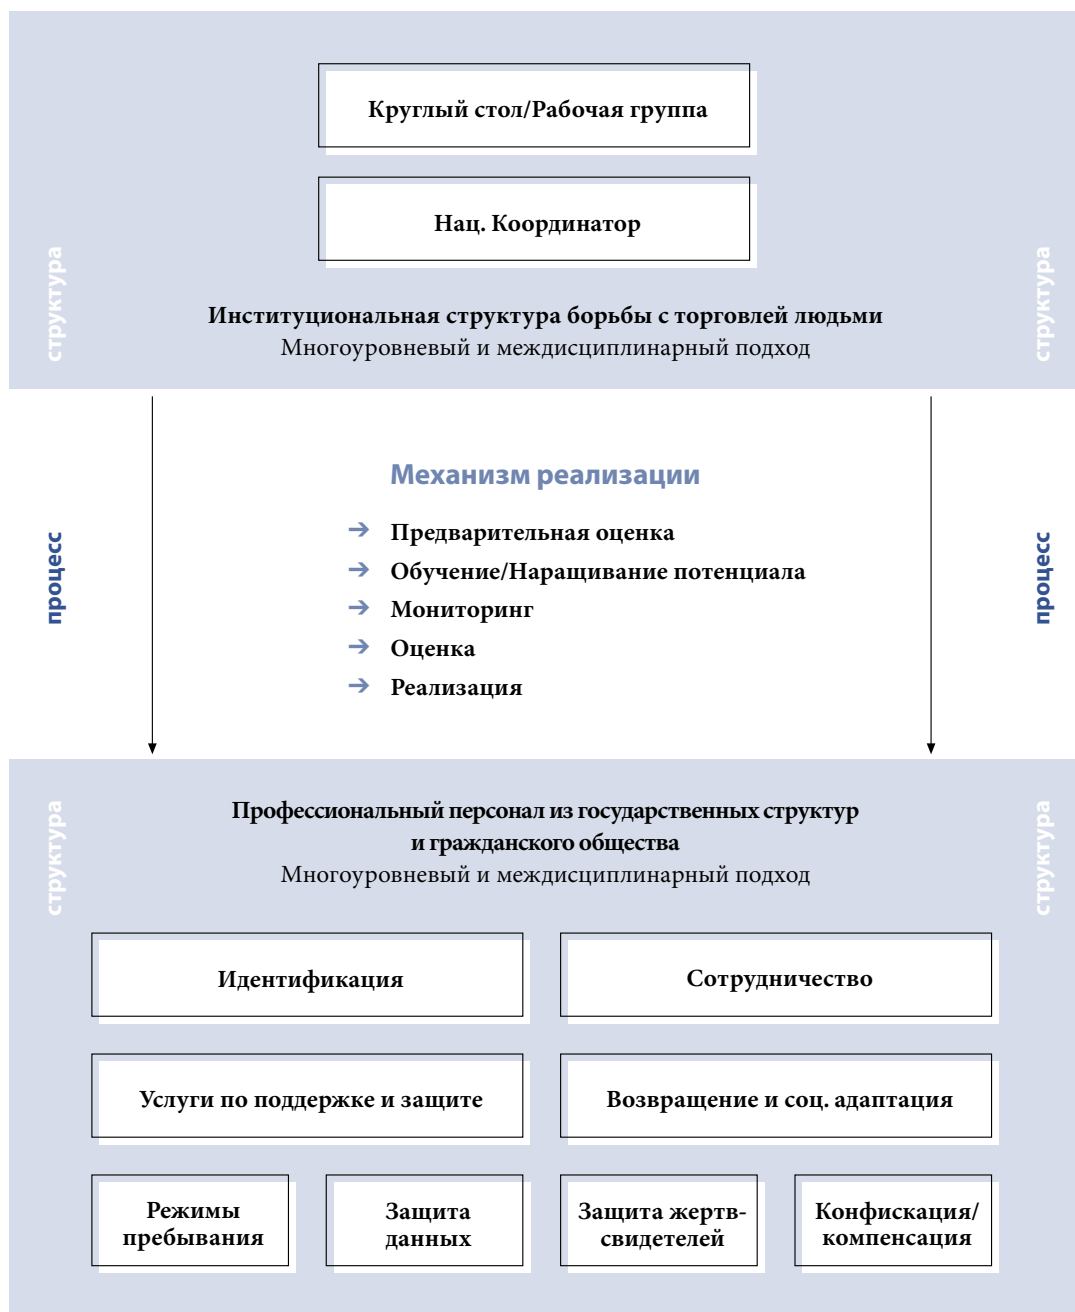 Круглый стол/Рабочая группа
Нац. Координатор
структура
структура
Институциональная структура борьбы с торговлей людьми
Многоуровневый и междисциплинарный подход
Механизм реализации
процесс
процесс
➔ Предварительная оценка
➔ Обучение/Наращивание потенциала
➔ Мониторинг
➔ Оценка
➔ Реализация
Профессиональный персонал из государственных структур
и гражданского общества
Многоуровневый и междисциплинарный подход
структура
структура
Идентификация
Сотрудничество
Услуги по поддержке и защите
Возвращение и соц. адаптация
Режимы
пребывания
Защита
данных
Защита жертв-
свидетелей
Конфискация/
компенсация